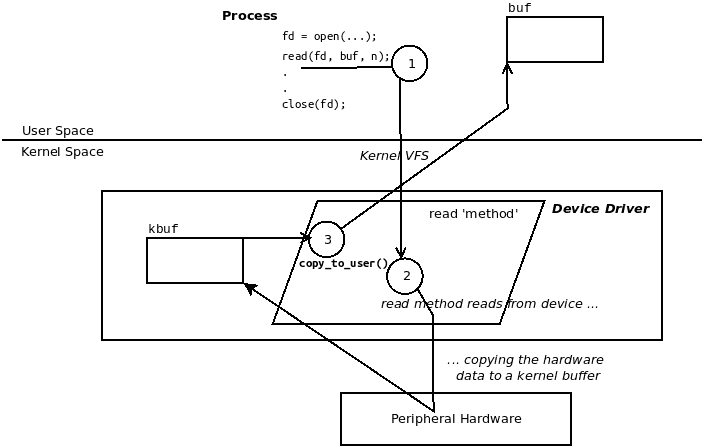 Process
buf
fd = open(...);
read(fd, buf, n);
.
.
close(fd);
1
User Space
Kernel Space
Kernel VFS
Device Driver
read 'method'
kbuf
3
copy_to_user()
2
read method reads from device ...
... copying the hardware
data to a kernel buffer
Peripheral Hardware